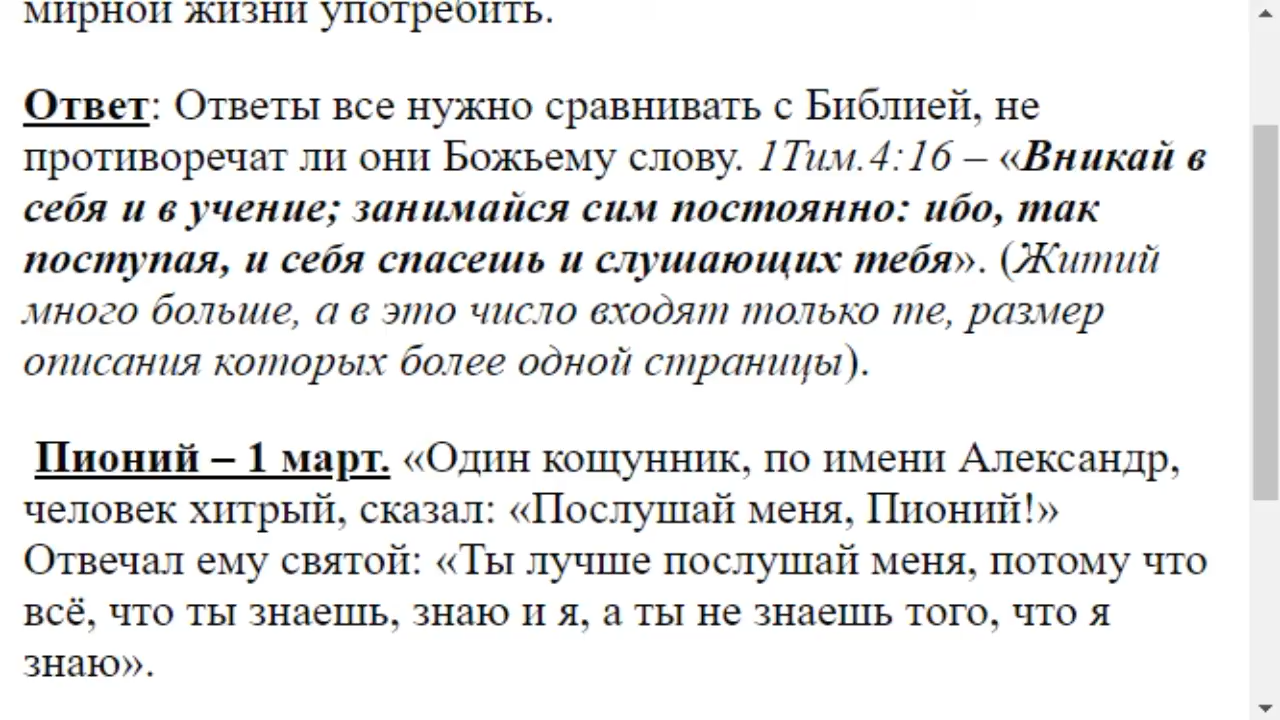 мирной жизни употребить.
Ответ: Ответы все нужно сравнивать с Библией, не
противоречат ли они Божьему слову. 1Тим.4:16 – «Вникай в
себя и в учение; занимайся сим постоянно: ибо, так
поступая, и себя спасешь и слушающих тебя». (Житий
много больше, а в это число входят только те, размер
описания которых более одной страницы).
Пионий – 1 март. «Один кощунник, по имени Александр,
человек хитрый, сказал: «Послушай меня, Пионий!»
Отвечал ему святой: «Ты лучше послушай меня, потому что
всё, что ты знаешь, знаю и я, а ты не знаешь того, что я
знаю».